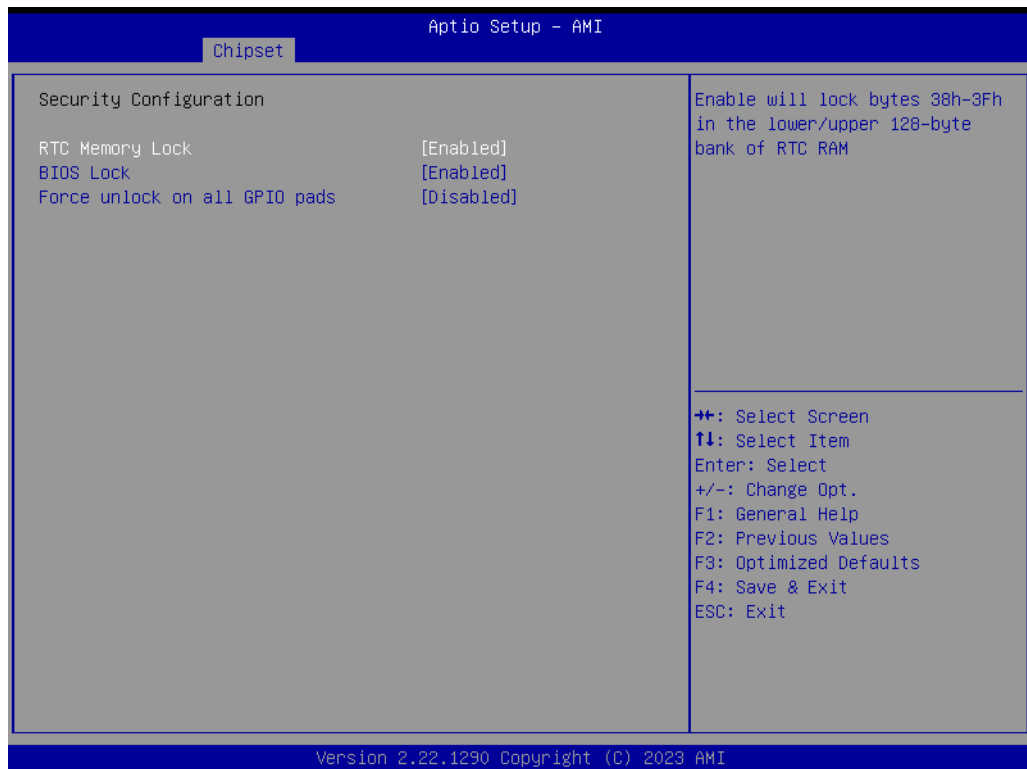 Aptio Setup – AMI
Chipset
Security Configuration
RTC Memory Lock [Enabled]
BIOS Lock [Enabled]
Force unlock on all GPIO pads [Disabled]
Enable will lock bytes 38h-3Fh
in the lower/upper 128-byte
bank of RTC RAM
→←: Select Screen
↑↓: Select Item
Enter: Select
+/-: Change Opt.
F1: General Help
F2: Previous Values
F3: Optimized Defaults
F4: Save & Exit
ESC: Exit
Version 2.22.1290 Copyright (C) 2023 AMI